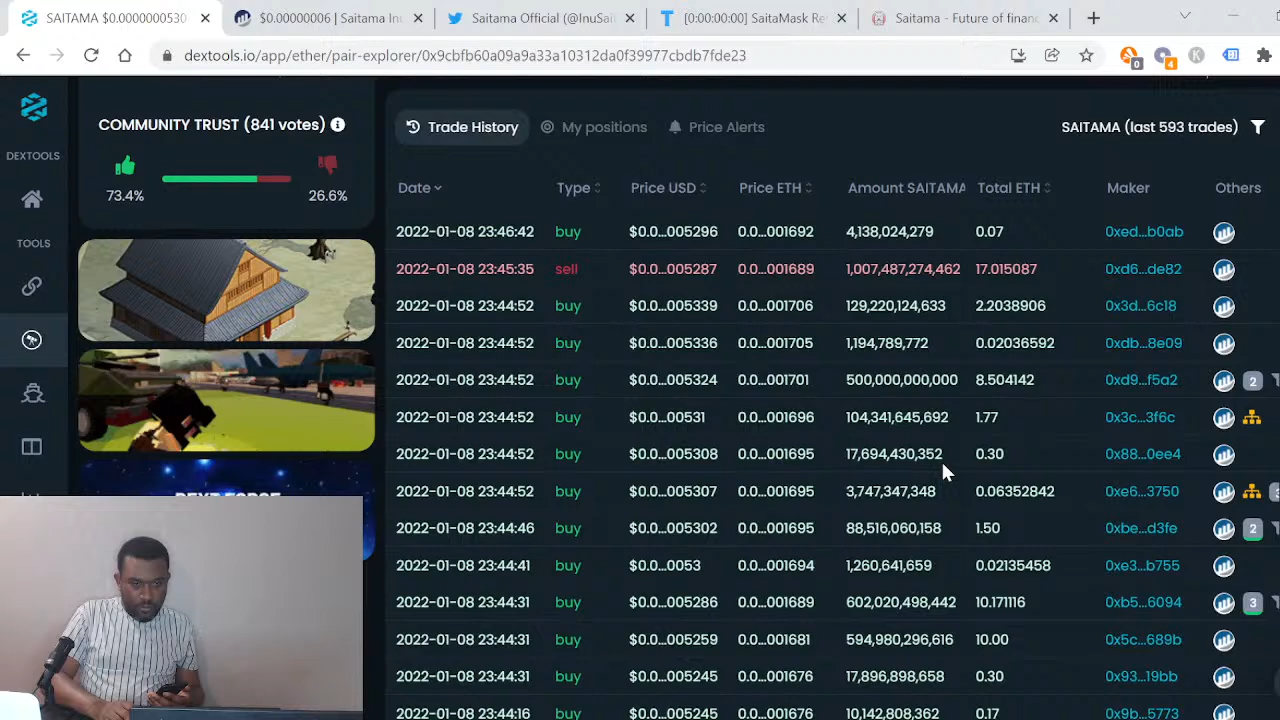 SAITAMA $0.0000000530
$0.00000006 | Saitama Inu
Saitama Official (@InuSai
[0:00:00:00] SaitaMask Re
Saitama - Future of finan
dextools.io/app/ether/pair-explorer/0x9cbfb60a09a9a33a10312da0f39977cbdb7fde23
0
4
K
DEXTOOLS
TOOLS
COMMUNITY TRUST (841 votes)
73.4%
26.6%
Trade History
My positions
Price Alerts
SAITAMA (last 593 trades)
Date Type Price USD Price ETH Amount SAITAMA Total ETH Maker Others
2022-01-08 23:46:42 buy $0.0...005296 0.0...001692 4,138,024,279 0.07 0xed...b0ab
2022-01-08 23:45:35 sell $0.0...005287 0.0...001689 1,007,487,274,462 17.015087 0xd6...de82
2022-01-08 23:44:52 buy $0.0...005339 0.0...001706 129,220,124,633 2.2038906 0x3d...6c18
2022-01-08 23:44:52 buy $0.0...005336 0.0...001705 1,194,789,772 0.02036592 0xdb...8e09
2022-01-08 23:44:52 buy $0.0...005324 0.0...001701 500,000,000,000 8.504142 0xd9...f5a2 2
2022-01-08 23:44:52 buy $0.0...00531 0.0...001696 104,341,645,692 1.77 0x3c...3f6c
2022-01-08 23:44:52 buy $0.0...005308 0.0...001695 17,694,430,352 0.30 0x88...0ee4
2022-01-08 23:44:52 buy $0.0...005307 0.0...001695 3,747,347,348 0.06352842 0xe6...3750 3
2022-01-08 23:44:46 buy $0.0...005302 0.0...001695 88,516,060,158 1.50 0xbe...d3fe 2
2022-01-08 23:44:41 buy $0.0...0053 0.0...001694 1,260,641,659 0.02135458 0xe3...b755
2022-01-08 23:44:31 buy $0.0...005286 0.0...001689 602,020,498,442 10.171116 0xb5...6094 3
2022-01-08 23:44:31 buy $0.0...005259 0.0...001681 594,980,296,616 10.00 0x5c...689b
2022-01-08 23:44:31 buy $0.0...005245 0.0...001676 17,896,898,658 0.30 0x93...19bb
2022-01-08 23:44:16 buy $0.0...005245 0.0...001676 10,142,808,362 0.17 0x9b...5773